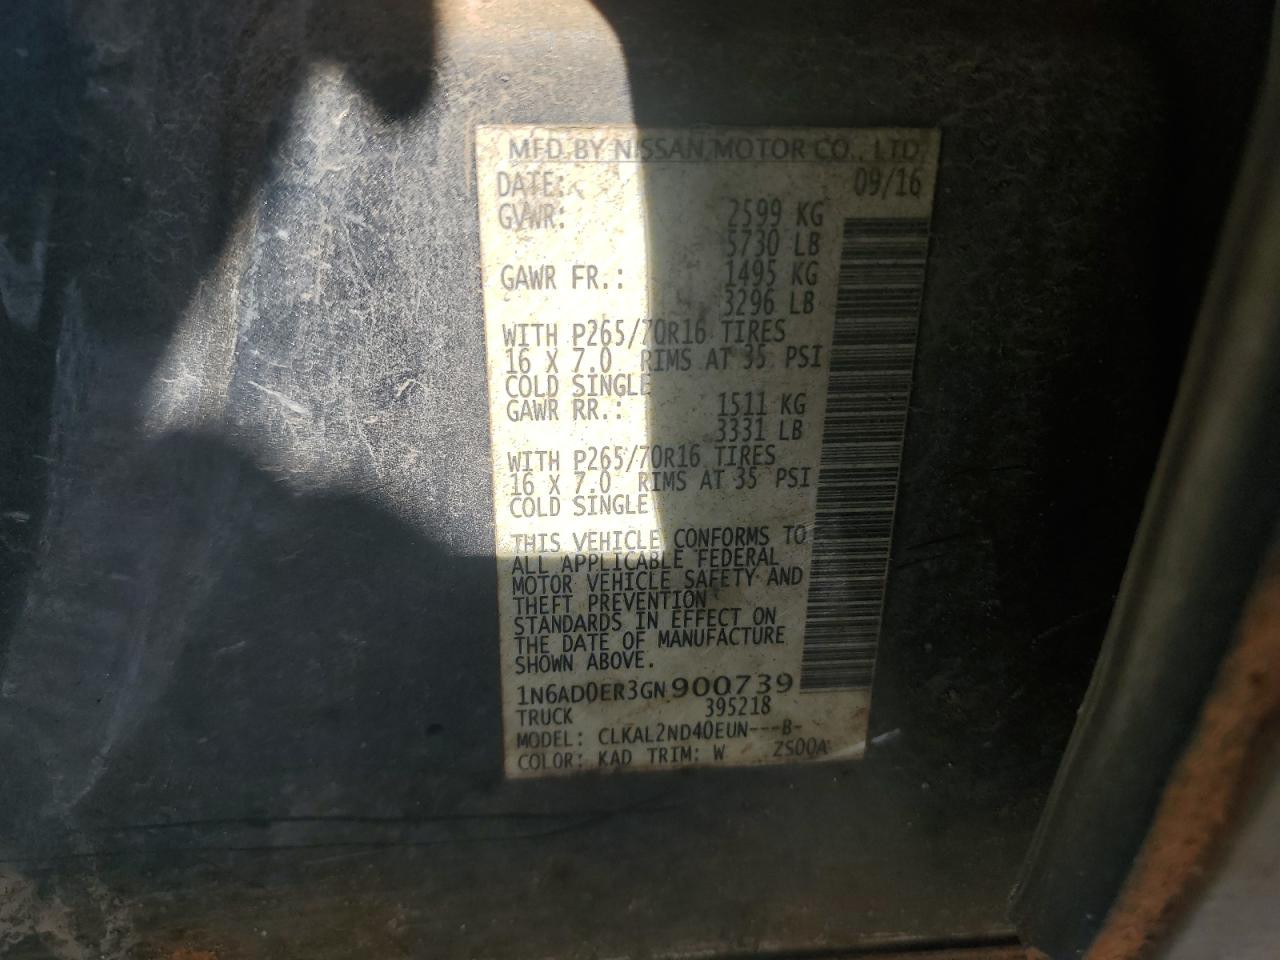 MFD.BY NISSAN MOTOR CO., LTD
DATE: 09/16
GVWR: 2599 KG
5730 LB
GAWR FR.: 1495 KG
3296 LB
WITH P265/70R16 TIRES
16 X 7.0 RIMS AT 35 PSI
COLD SINGLE
GAWR RR.: 1511 KG
3331 LB
WITH P265/70R16 TIRES
16 X 7.0 RIMS AT 35 PSI
COLD SINGLE
THIS VEHICLE CONFORMS TO
ALL APPLICABLE FEDERAL
MOTOR VEHICLE SAFETY AND
THEFT PREVENTION
STANDARDS IN EFFECT ON
THE DATE OF MANUFACTURE
SHOWN ABOVE.
1N6AD0ER3GN900739
TRUCK 395218
MODEL: CLKAL2ND40EUN---B-
COLOR: KAD TRIM: W ZS00A